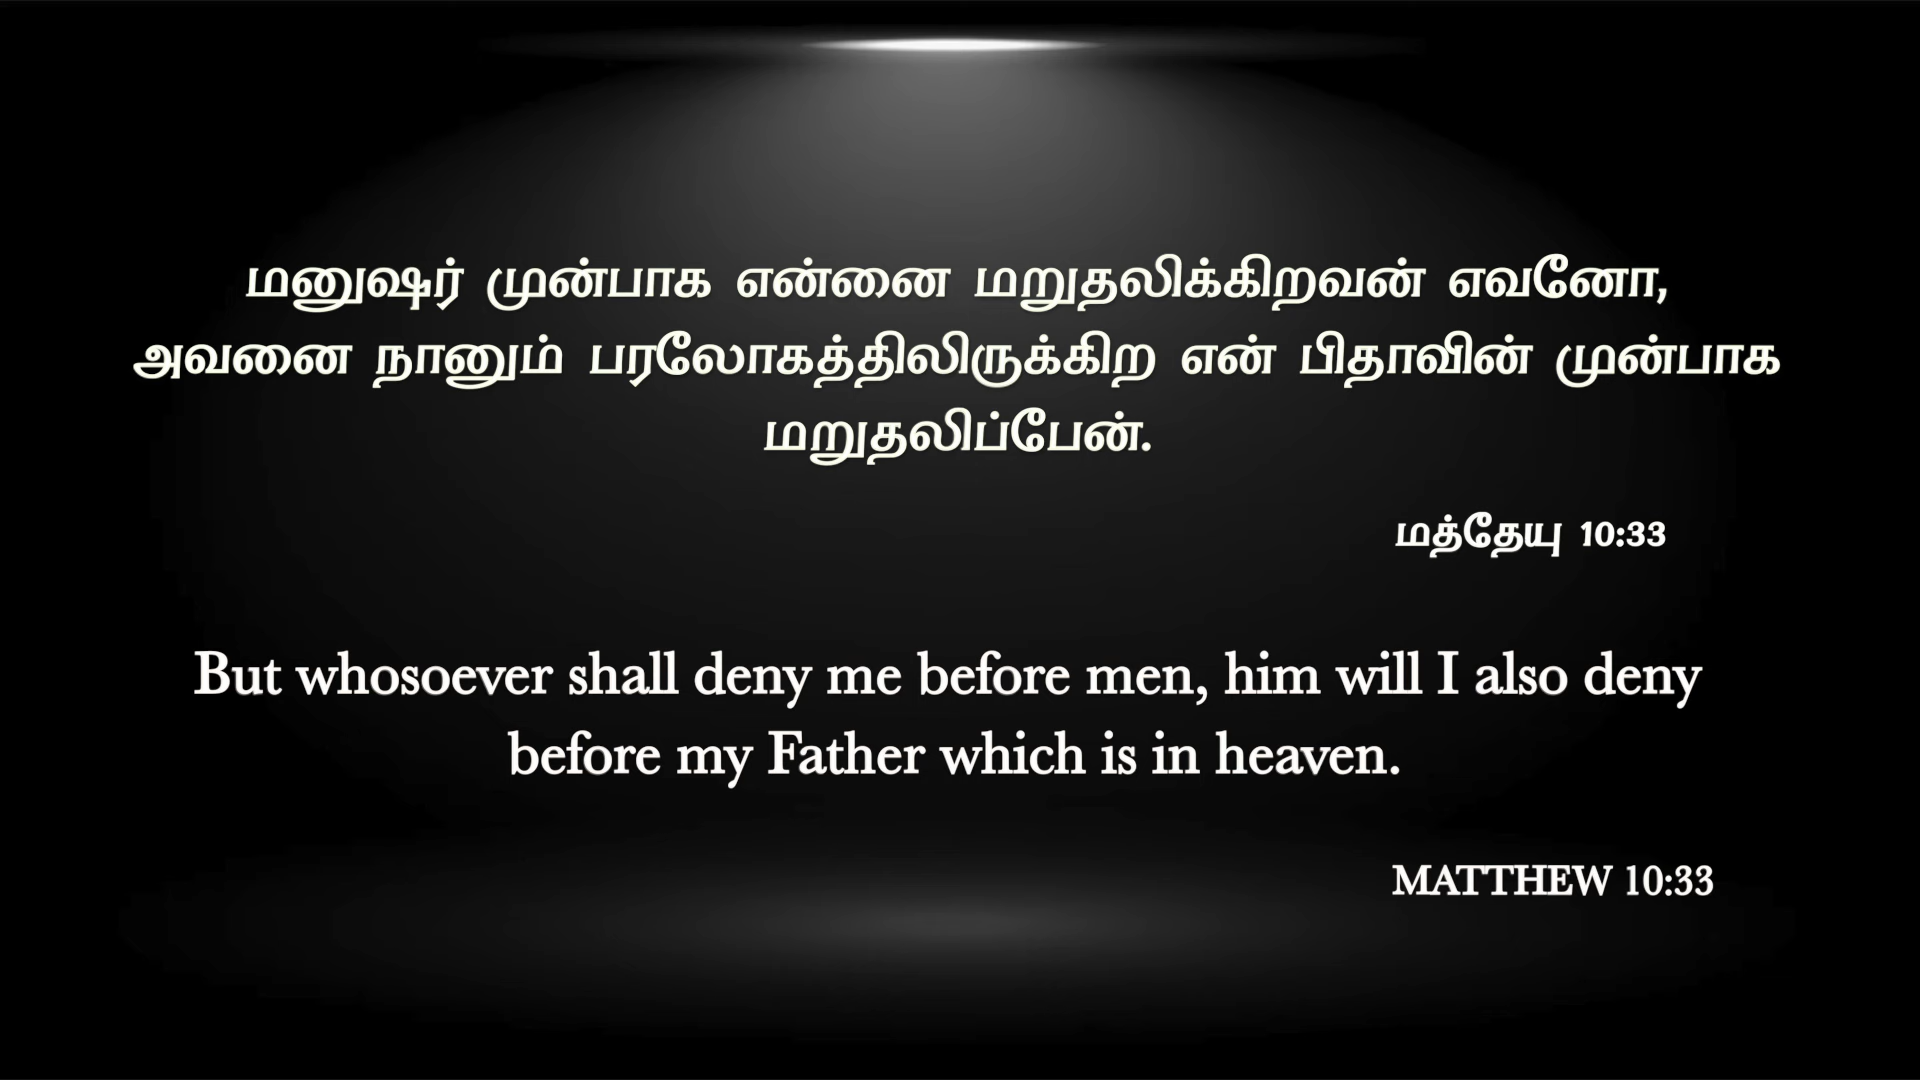 மனுஷர் முன்பாக என்னை மறுதலிக்கிறவன் எவனோ,
அவனை நானும் பரலோகத்திலிருக்கிற என் பிதாவின் முன்பாக
மறுதலிப்பேன்.
மத்தேயு 10:33
But whosoever shall deny me before men, him will I also deny
before my Father which is in heaven.
MATTHEW 10:33